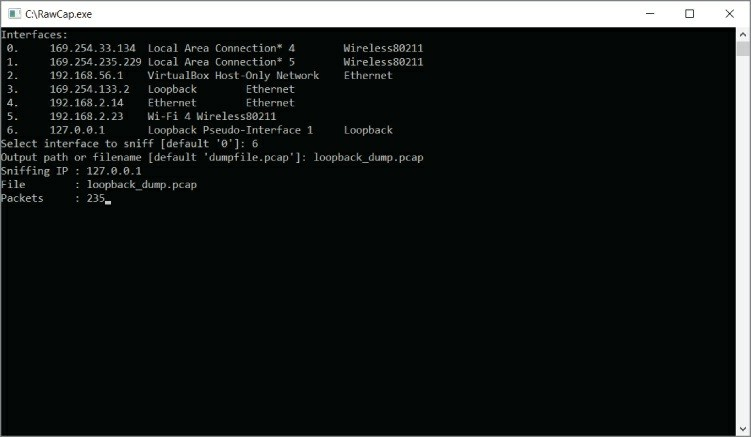 C:\RawCap.exe
Interfaces:
0. 169.254.33.134 Local Area Connection* 4 Wireless80211
1. 169.254.235.229 Local Area Connection* 5 Wireless80211
2. 192.168.56.1 VirtualBox Host-Only Network Ethernet
3. 169.254.133.2 Loopback Ethernet
4. 192.168.2.14 Ethernet Ethernet
5. 192.168.2.23 Wi-Fi 4 Wireless80211
6. 127.0.0.1 Loopback Pseudo-Interface 1 Loopback
Select interface to sniff [default '0']: 6
Output path or filename [default 'dumpfile.pcap']: loopback_dump.pcap
Sniffing IP : 127.0.0.1
File : loopback_dump.pcap
Packets : 235